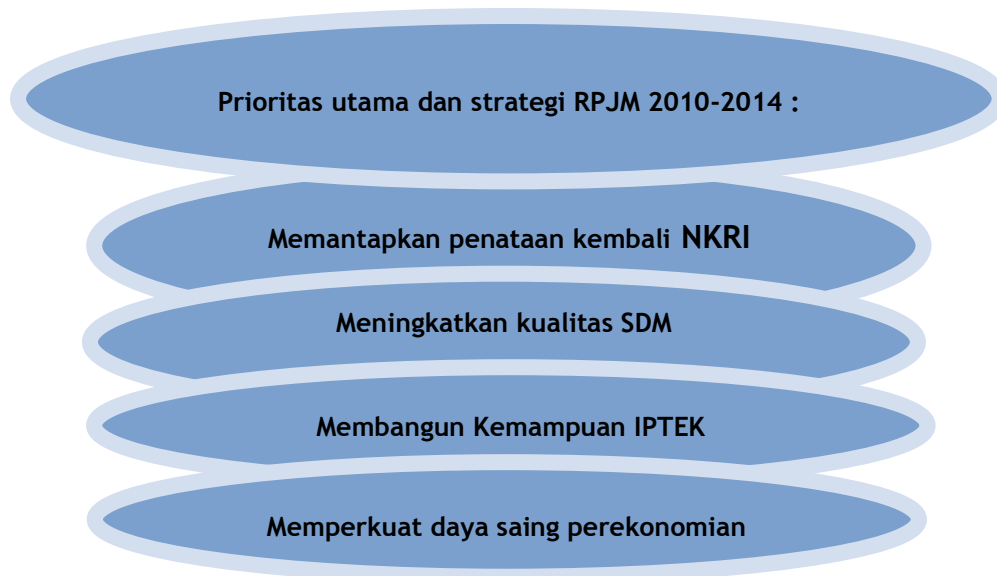 Prioritas utama dan strategi RPJM 2010-2014 :
Memantapkan penataan kembali NKRI
Meningkatkan kualitas SDM
Membangun Kemampuan IPTEK
Memperkuat daya saing perekonomian